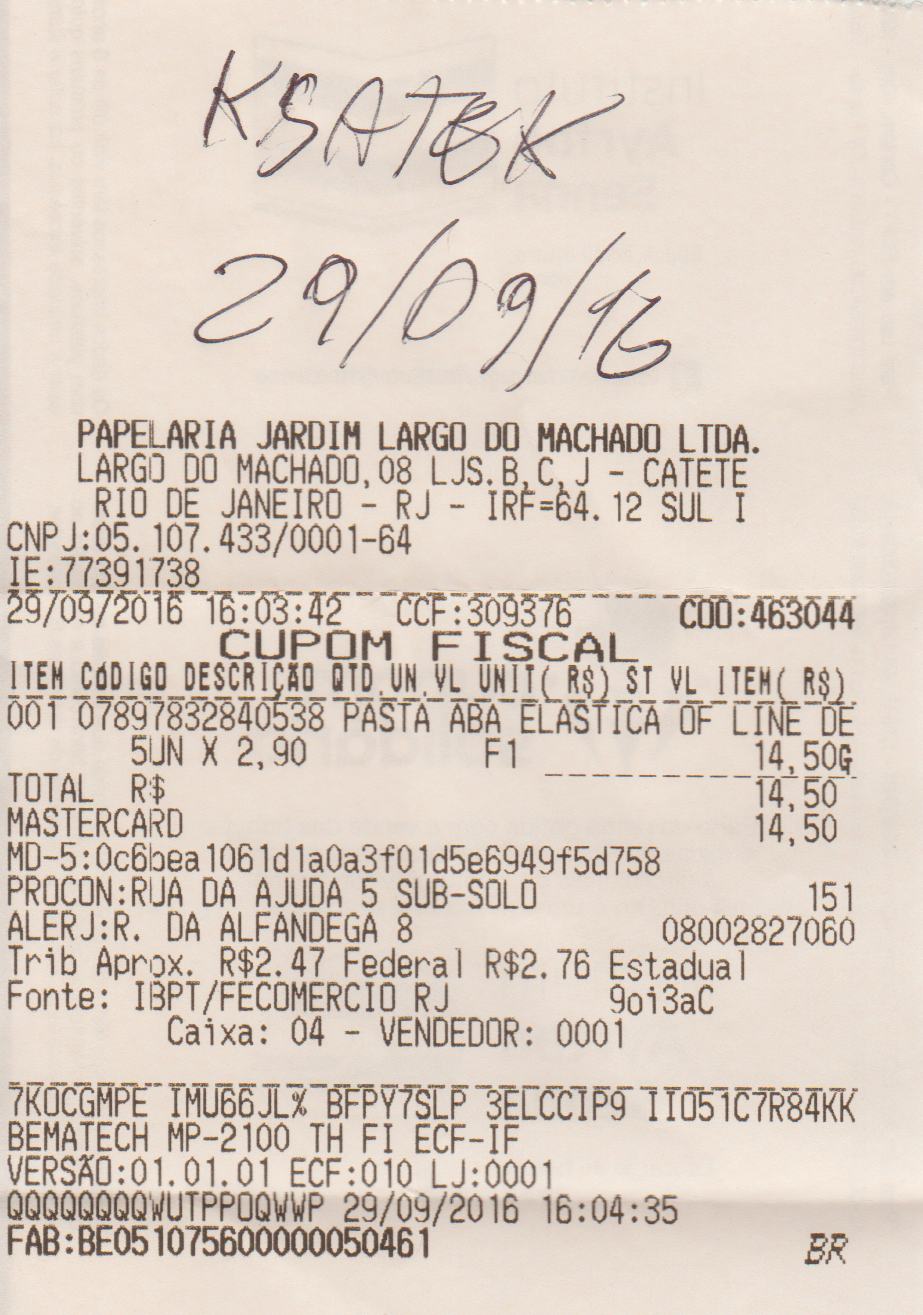 KSATEK
29/09/16
PAPELARIA JARDIM LARGO DO MACHADO LTDA.
LARGO DO MACHADO,08 LJS.B,C,J - CATETE
RIO DE JANEIRO - RJ - IRF=64.12 SUL I
CNPJ:05.107.433/0001-64
IE:77391738
29/09/2016 16:03:42 CCF:309376 COO:463044
CUPOM FISCAL
ITEM CÓDIGO DESCRIÇÃO QTD.UN.VL UNIT( R$) ST VL ITEM( R$)
001 07897832840538 PASTA ABA ELASTICA OF LINE DE
5UN X 2,90 F1 14,50G
TOTAL R$ 14,50
MASTERCARD 14,50
MD-5:0c6bea1061d1a0a3f01d5e6949f5d758
PROCON:RUA DA AJUDA 5 SUB-SOLO 151
ALERJ:R. DA ALFANDEGA 8 08002827060
Trib Aprox. R$2.47 Federal R$2.76 Estadual
Fonte: IBPT/FECOMERCIO RJ 9oi3aC
Caixa: 04 - VENDEDOR: 0001
7KOCGMPE IMU66JL% BFPY7SLP 3ELCCIP9 IIO51C7R84KK
BEMATECH MP-2100 TH FI ECF-IF
VERSÃO:01.01.01 ECF:010 LJ:0001
QQQQQQQQWUTPPOQWWP 29/09/2016 16:04:35
FAB:BE051075600000050461 BR